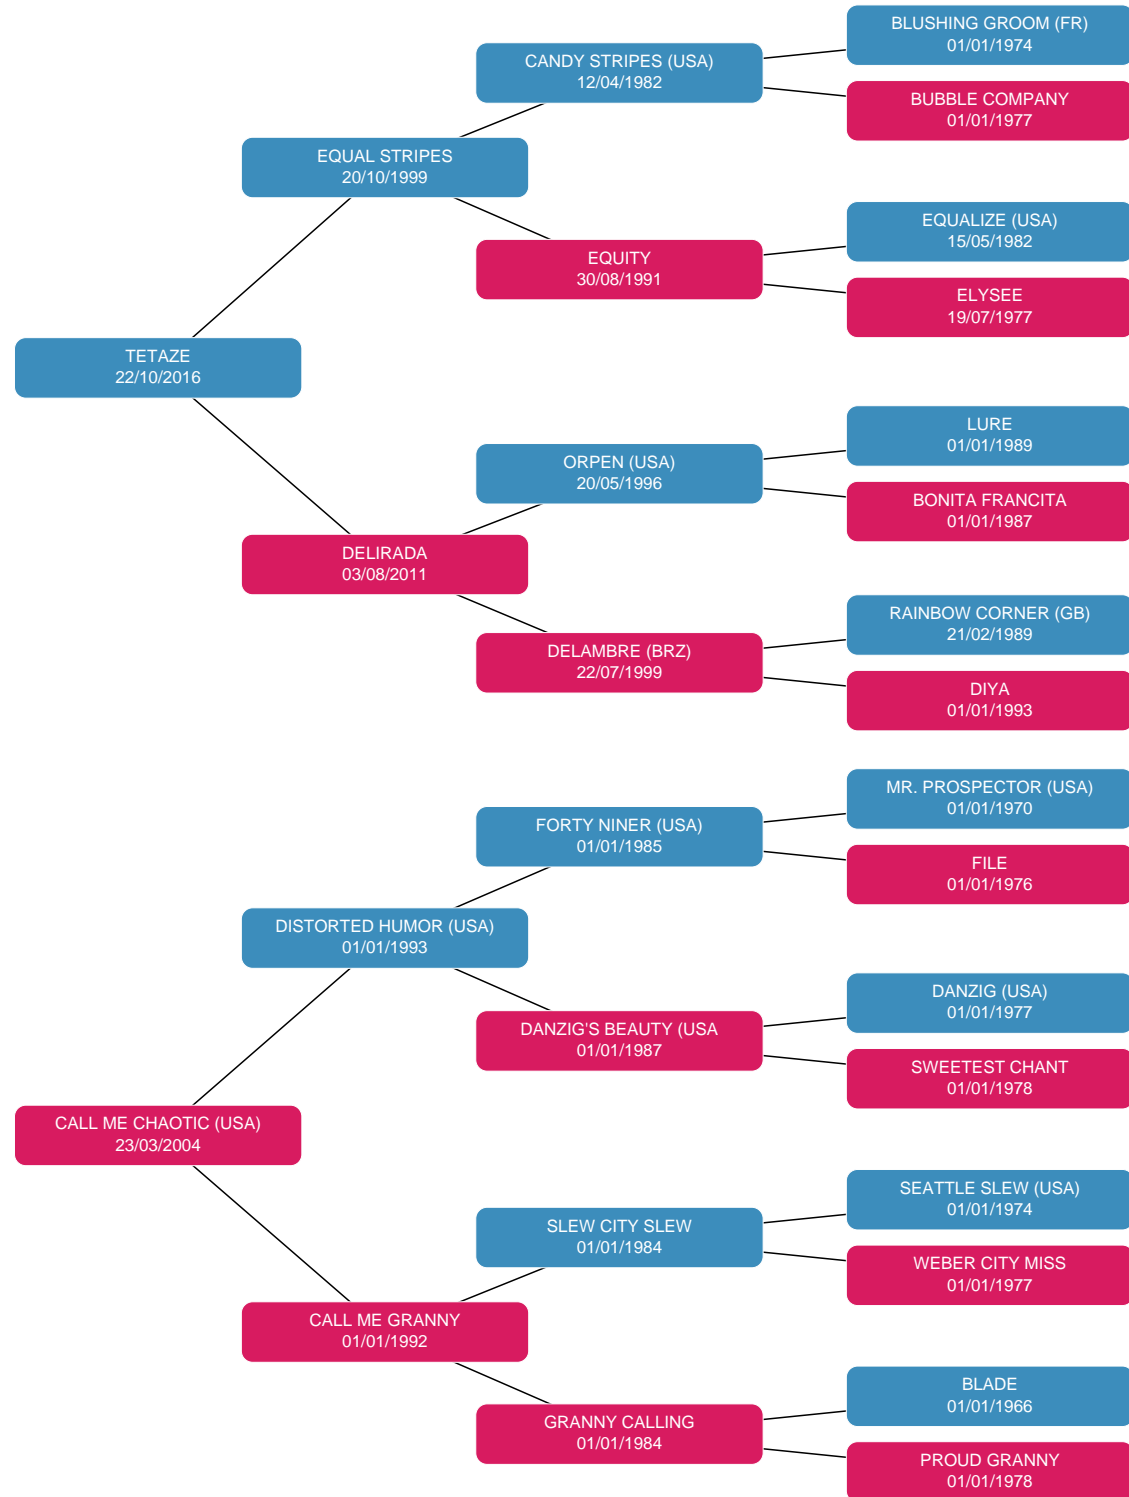 BLUSHING GROOM (FR)
01/01/1974
CANDY STRIPES (USA)
12/04/1982
BUBBLE COMPANY
01/01/1977
EQUAL STRIPES
20/10/1999
EQUALIZE (USA)
15/05/1982
EQUITY
30/08/1991
ELYSEE
19/07/1977
TETAZE
22/10/2016
LURE
01/01/1989
ORPEN (USA)
20/05/1996
BONITA FRANCITA
01/01/1987
DELIRADA
03/08/2011
RAINBOW CORNER (GB)
21/02/1989
DELAMBRE (BRZ)
22/07/1999
DIYA
01/01/1993
MR. PROSPECTOR (USA)
01/01/1970
FORTY NINER (USA)
01/01/1985
FILE
01/01/1976
DISTORTED HUMOR (USA)
01/01/1993
DANZIG (USA)
01/01/1977
DANZIG'S BEAUTY (USA
01/01/1987
SWEETEST CHANT
01/01/1978
CALL ME CHAOTIC (USA)
23/03/2004
SEATTLE SLEW (USA)
01/01/1974
SLEW CITY SLEW
01/01/1984
WEBER CITY MISS
01/01/1977
CALL ME GRANNY
01/01/1992
BLADE
01/01/1966
GRANNY CALLING
01/01/1984
PROUD GRANNY
01/01/1978